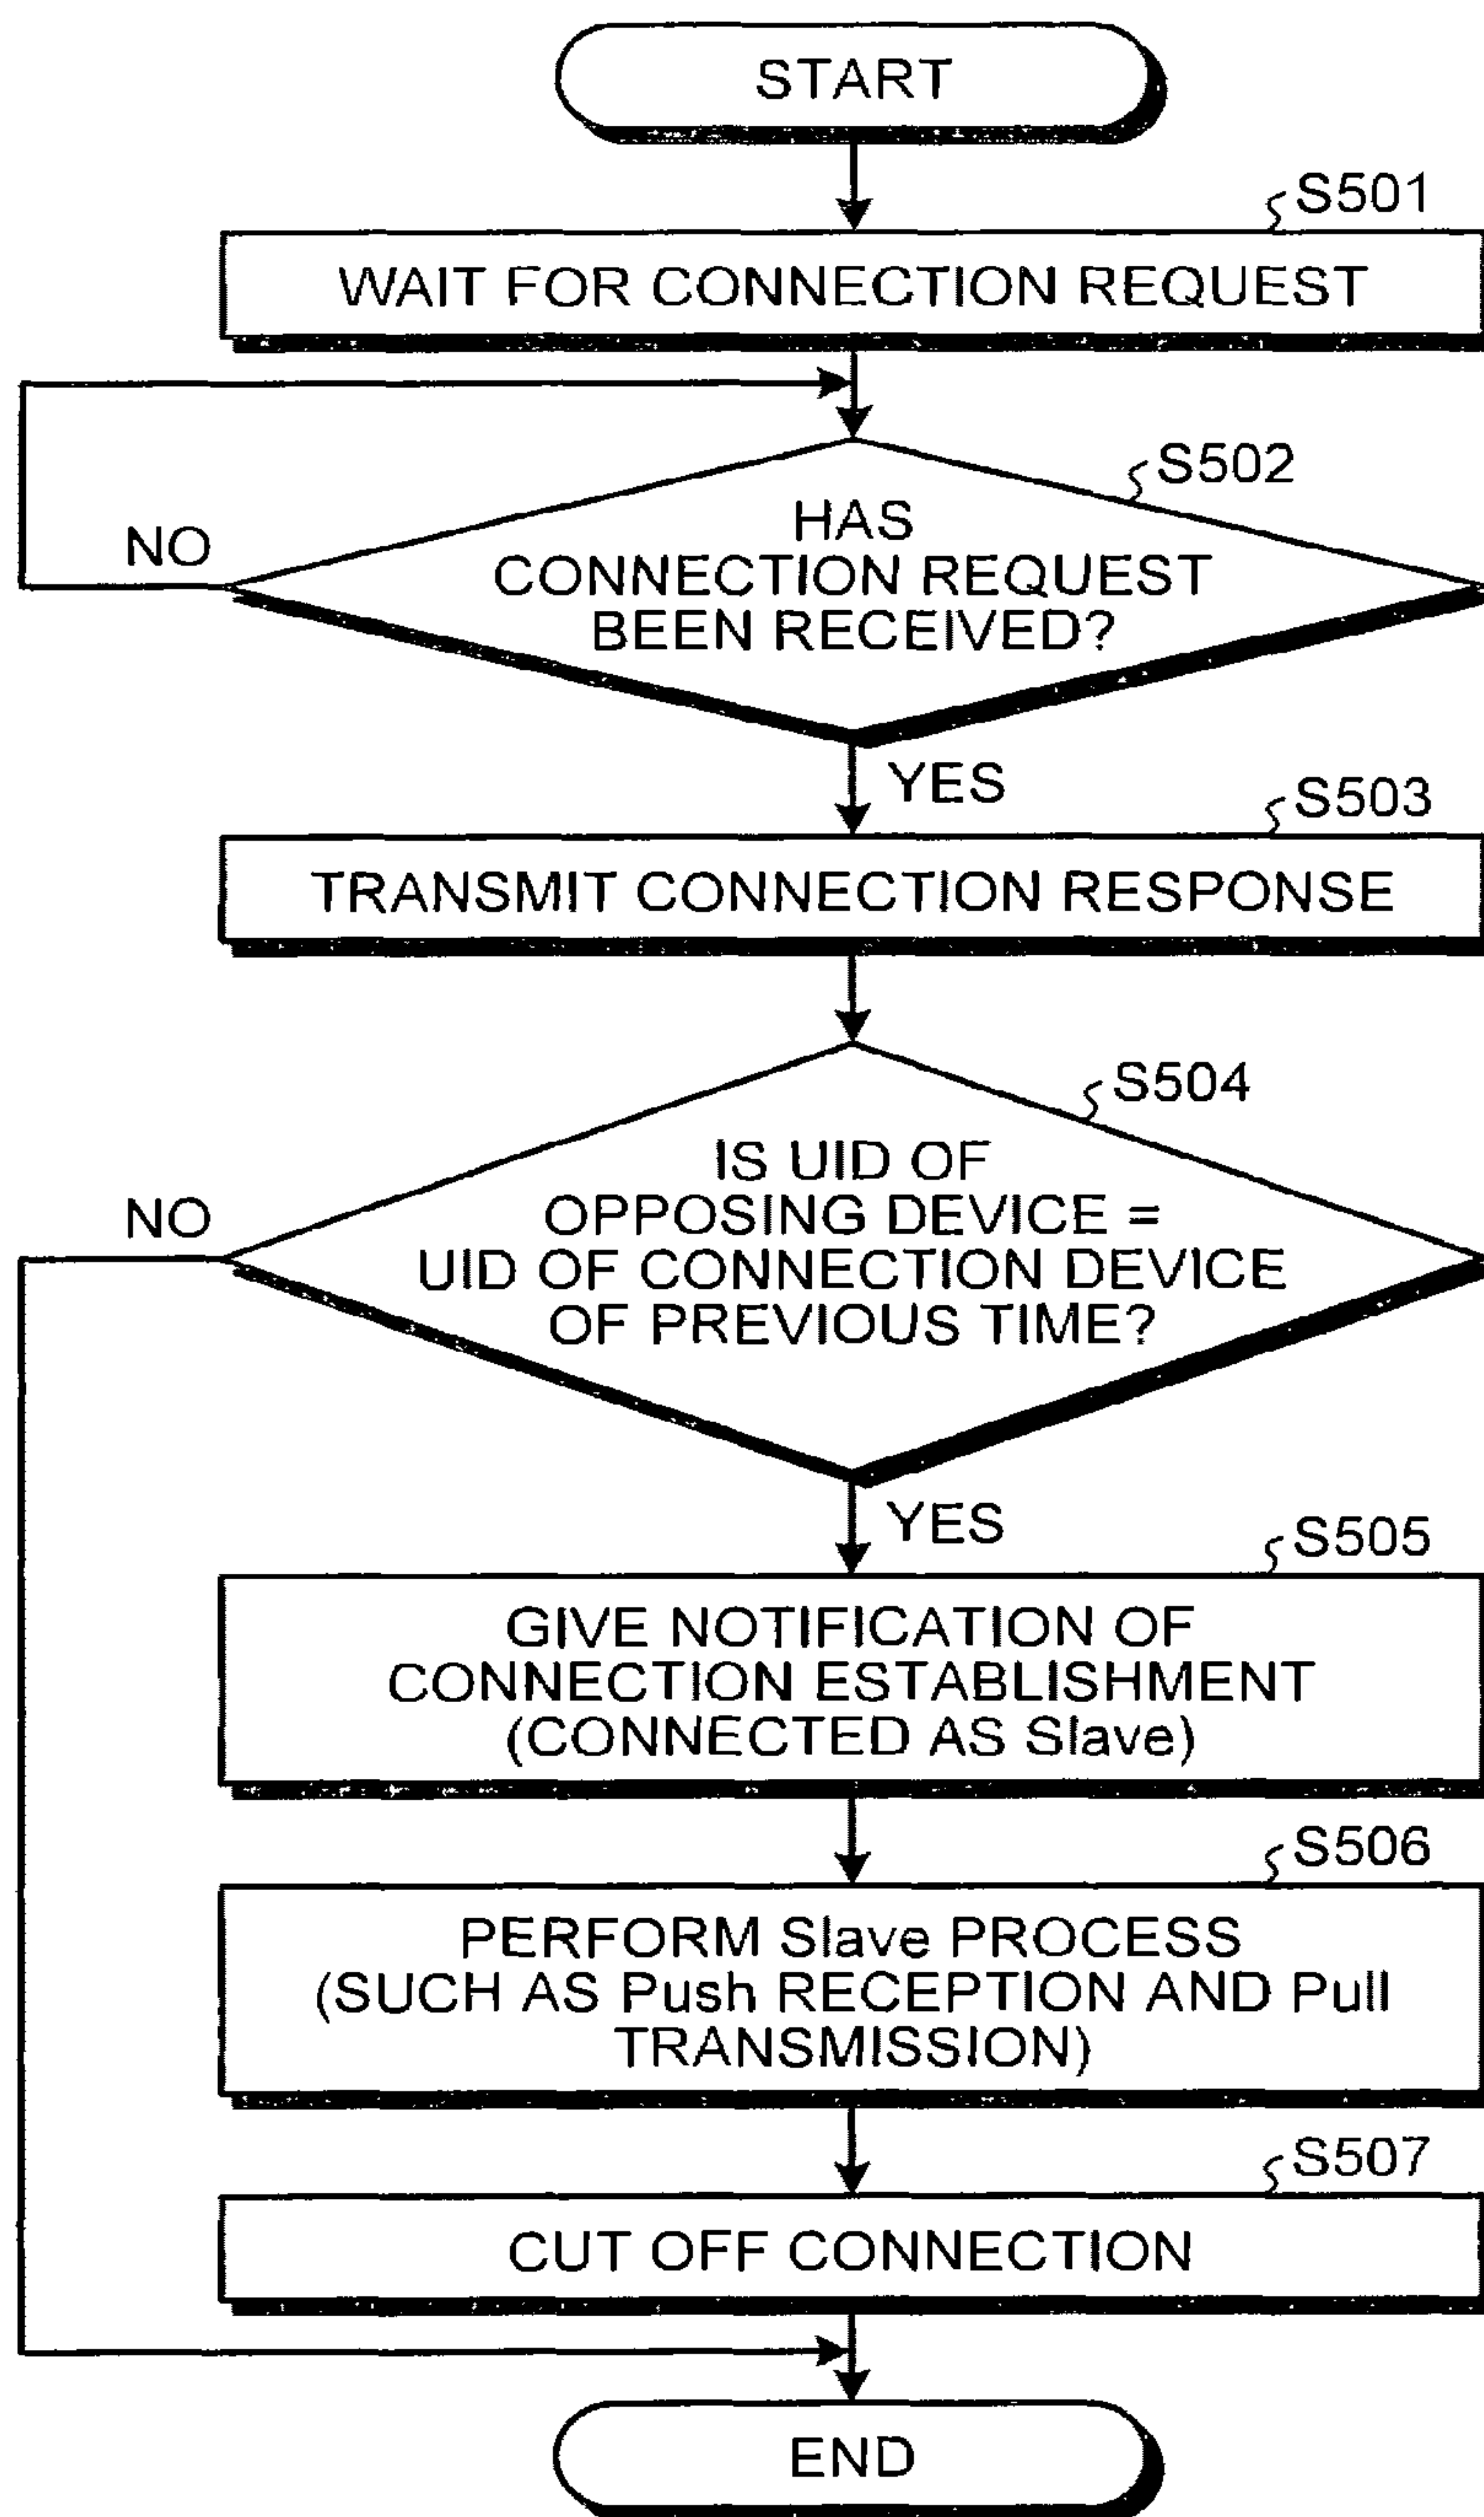 START
S501
WAIT FOR CONNECTION REQUEST
S502
HAS
CONNECTION REQUEST
BEEN RECEIVED?
NO
YES
S503
TRANSMIT CONNECTION RESPONSE
S504
IS UID OF
OPPOSING DEVICE =
UID OF CONNECTION DEVICE
OF PREVIOUS TIME?
NO
YES
S505
GIVE NOTIFICATION OF
CONNECTION ESTABLISHMENT
(CONNECTED AS Slave)
S506
PERFORM Slave PROCESS
(SUCH AS Push RECEPTION AND Pull
TRANSMISSION)
S507
CUT OFF CONNECTION
END